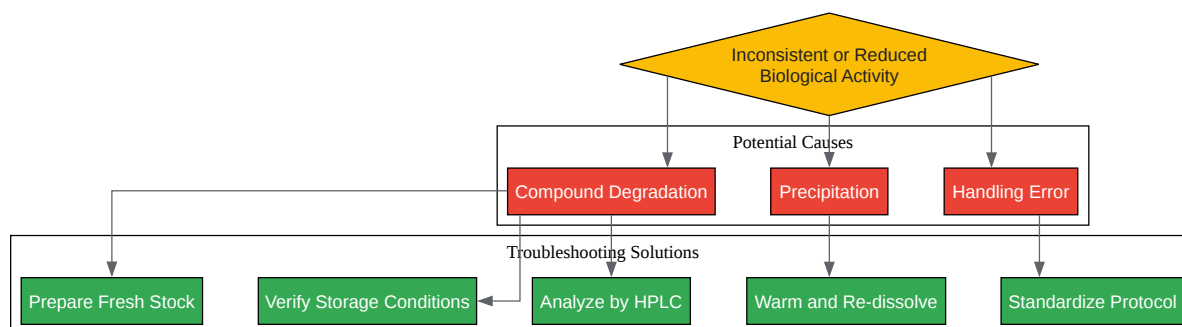 Inconsistent or Reduced
Biological Activity
Potential Causes
Compound Degradation
Precipitation
Handling Error
Troubleshooting Solutions
Prepare Fresh Stock
Verify Storage Conditions
Analyze by HPLC
Warm and Re-dissolve
Standardize Protocol